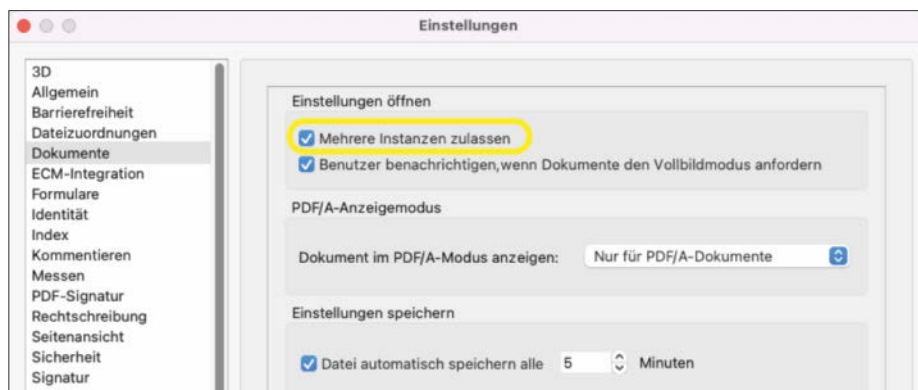 Einstellungen
3D
Allgemein
Barrierefreiheit
Dateizuordnungen
Dokumente
ECM-Integration
Formulare
Identität
Index
Kommentieren
Messen
PDF-Signatur
Rechtschreibung
Seitenansicht
Sicherheit
Signatur
Einstellungen öffnen
Mehrere Instanzen zulassen
Benutzer benachrichtigen,wenn Dokumente den Vollbildmodus anfordern
PDF/A-Anzeigemodus
Dokument im PDF/A-Modus anzeigen: Nur für PDF/A-Dokumente
Einstellungen speichern
Datei automatisch speichern alle 5 Minuten